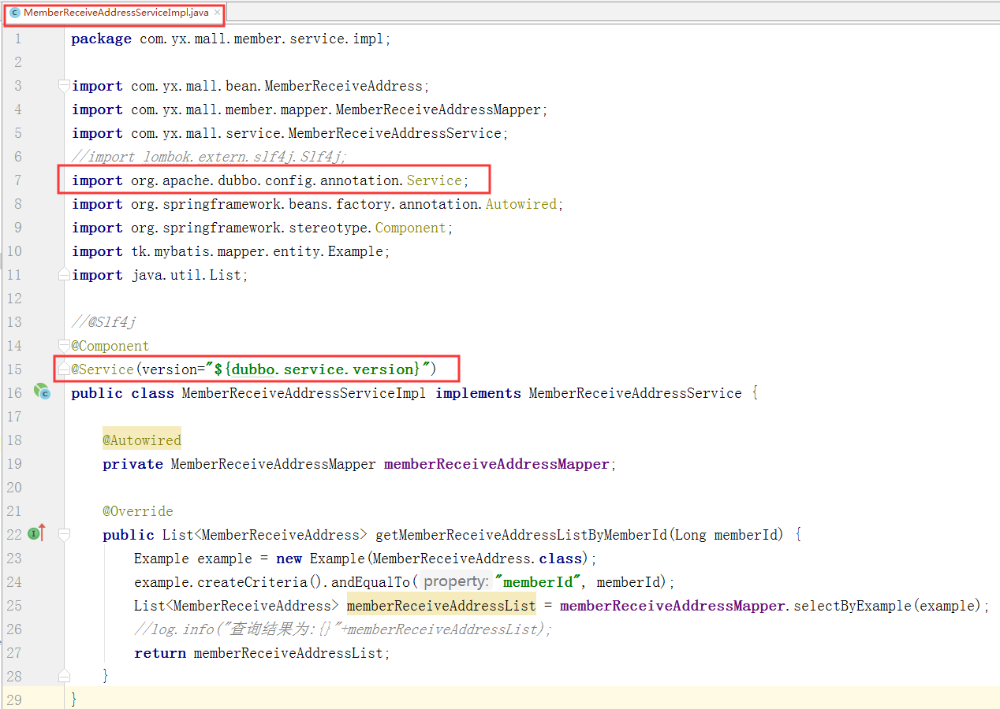 MemberReceiveAddressServiceImpl.java
1 package com.yx.mall.member.service.impl;
2
3 import com.yx.mall.bean.MemberReceiveAddress;
4 import com.yx.mall.member.mapper.MemberReceiveAddressMapper;
5 import com.yx.mall.service.MemberReceiveAddressService;
6 //import lombok.extern.slf4j.Slf4j;
7 import org.apache.dubbo.config.annotation.Service;
8 import org.springframework.beans.factory.annotation.Autowired;
9 import org.springframework.stereotype.Component;
10 import tk.mybatis.mapper.entity.Example;
11 import java.util.List;
12
13 //@Slf4j
14 @Component
15 @Service(version="${dubbo.service.version}")
16 public class MemberReceiveAddressServiceImpl implements MemberReceiveAddressService {
17
18 @Autowired
19 private MemberReceiveAddressMapper memberReceiveAddressMapper;
20
21 @Override
22 public List<MemberReceiveAddress> getMemberReceiveAddressListByMemberId(Long memberId) {
23 Example example = new Example(MemberReceiveAddress.class);
24 example.createCriteria().andEqualTo( property: "memberId", memberId);
25 List<MemberReceiveAddress> memberReceiveAddressList = memberReceiveAddressMapper.selectByExample(example);
26 //log.info("查询结果为:{}"+memberReceiveAddressList);
27 return memberReceiveAddressList;
28 }
29 }